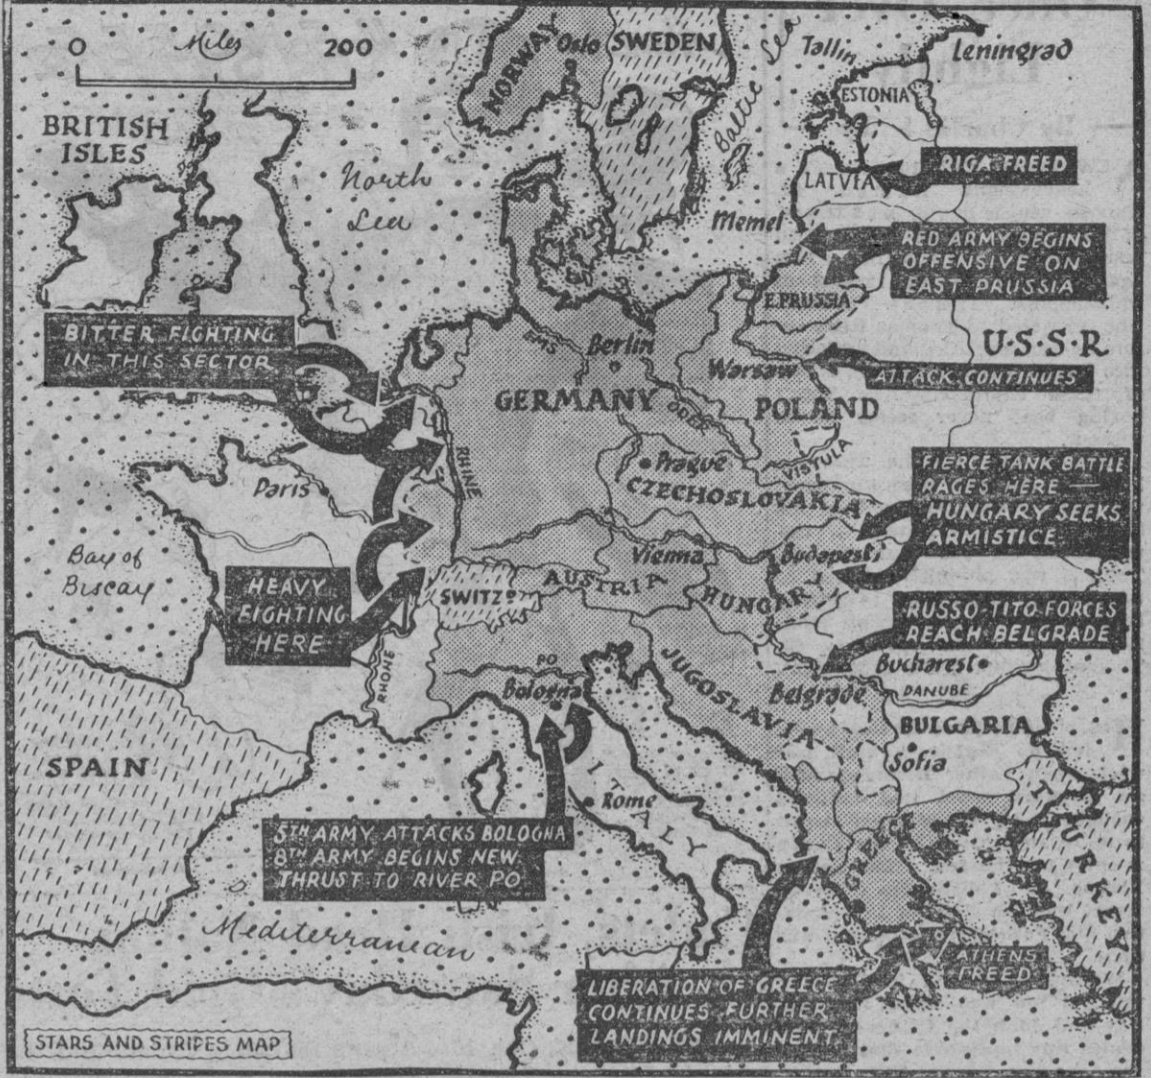 0 Miles 200
NORWAY
Oslo
SWEDEN
Baltic Sea
Tallin
Leningrad
ESTONIA
BRITISH
ISLES
North
Sea
RIGA FREED
LATVIA
Memel
RED ARMY BEGINS
OFFENSIVE ON
EAST PRUSSIA
E.PRUSSIA
BITTER FIGHTING
IN THIS SECTOR
EMS
Berlin
U·S·S·R
Warsaw
ATTACK CONTINUES
GERMANY
ODER
POLAND
RHINE
Paris
Prague
VISTULA
CZECHOSLOVAKIA
FIERCE TANK BATTLE
RAGES HERE —
HUNGARY SEEKS
ARMISTICE.
Bay of
Biscay
Vienna
Budapest
HEAVY
FIGHTING
HERE
SWITZ
AUSTRIA
HUNGARY
RUSSO-TITO FORCES
REACH BELGRADE
RHONE
PO
Bologna
JUGOSLAVIA
Belgrade
Bucharest
DANUBE
BULGARIA
Sofia
SPAIN
ITALY
Rome
TURKEY
5TH ARMY ATTACKS BOLOGNA
8TH ARMY BEGINS NEW
THRUST TO RIVER PO
GREECE
Mediterranean
ATHENS
FREED
LIBERATION OF GREECE
CONTINUES FURTHER
LANDINGS IMMINENT.
STARS AND STRIPES MAP